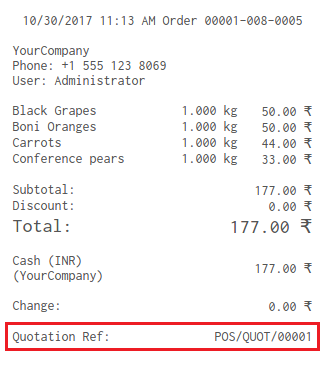 10/30/2017 11:13 AM Order 00001-008-0005
YourCompany
Phone: +1 555 123 8069
User: Administrator
Black Grapes 1.000 kg 50.00 ₹
Boni Oranges 1.000 kg 50.00 ₹
Carrots 1.000 kg 44.00 ₹
Conference pears 1.000 kg 33.00 ₹
Subtotal: 177.00 ₹
Discount: 0.00 ₹
Total: 177.00 ₹
Cash (INR) (YourCompany) 177.00 ₹
Change: 0.00 ₹
Quotation Ref: POS/QUOT/00001